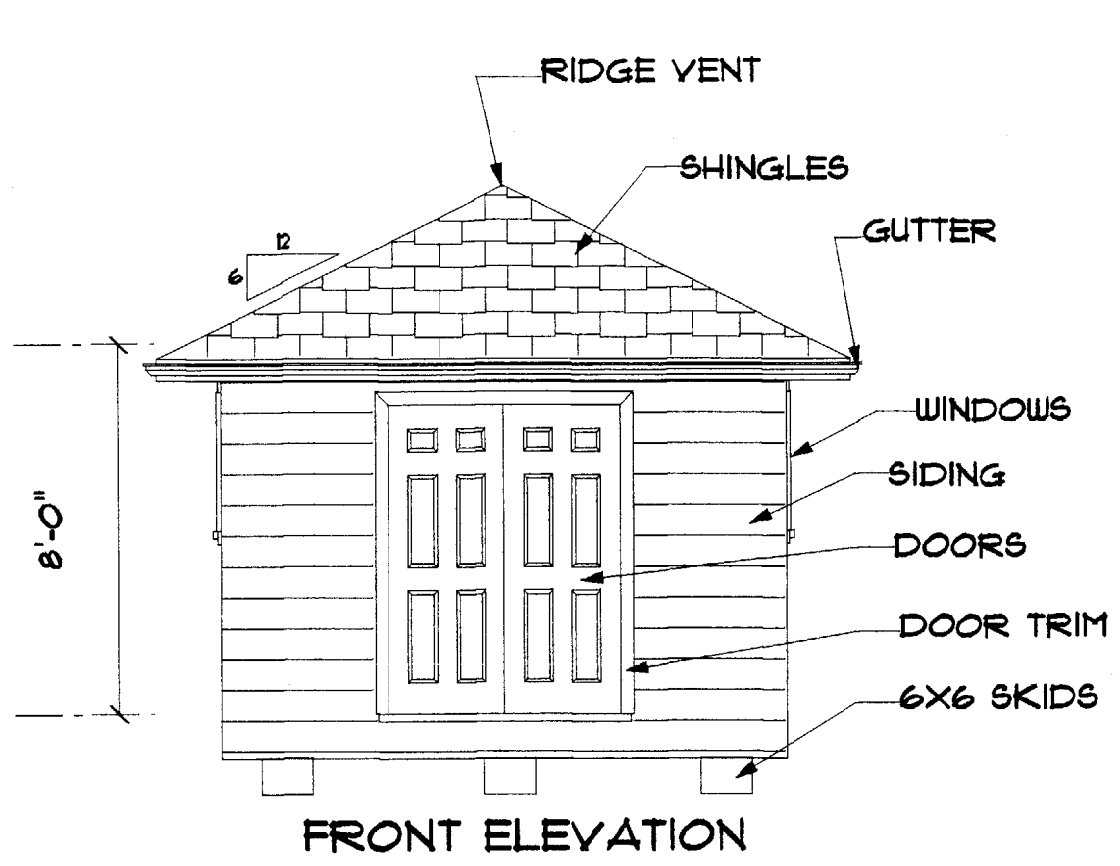 RIDGE VENT
SHINGLES
GUTTER
12
6
WINDOWS
SIDING
8'-0"
DOORS
DOOR TRIM
6X6 SKIDS
FRONT ELEVATION